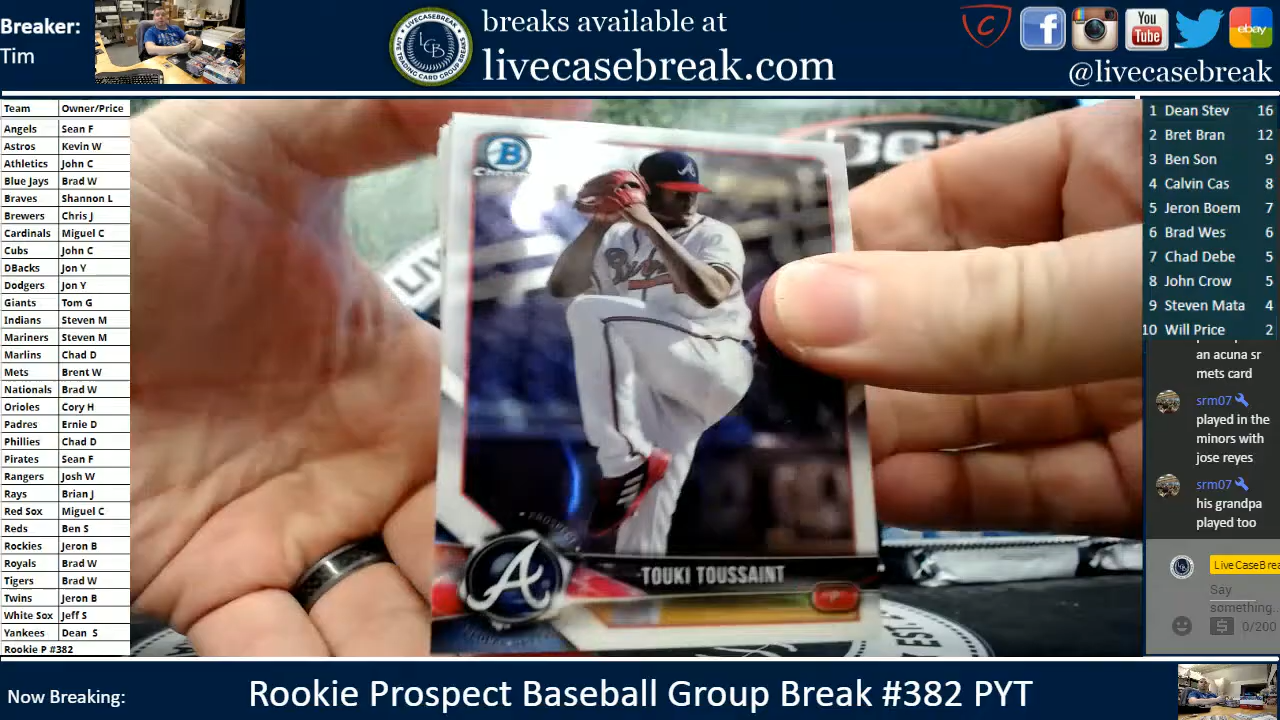 Breaker:
Tim
LIVECASEBREAK
LCB
breaks available at
livecasebreak.com
You
Tube
ebay
@livecasebreak
Team Owner/Price
Angels Sean F
Astros Kevin W
Athletics John C
Blue Jays Brad W
Braves Shannon L
Brewers Chris J
Cardinals Miguel C
Cubs John C
DBacks Jon Y
Dodgers Jon Y
Giants Tom G
Indians Steven M
Mariners Steven M
Marlins Chad D
Mets Brent W
Nationals Brad W
Orioles Cory H
Padres Ernie D
Phillies Chad D
Pirates Sean F
Rangers Josh W
Rays Brian J
Red Sox Miguel C
Reds Ben S
Rockies Jeron B
Royals Brad W
Tigers Brad W
Twins Jeron B
White Sox Jeff S
Yankees Dean S
Rookie P #382
B
A
A
TOUKI TOUSSAINT
1 Dean Stev 16
2 Bret Bran 12
3 Ben Son 9
4 Calvin Cas 8
5 Jeron Boem 7
6 Brad Wes 6
7 Chad Debe 5
8 John Crow 5
9 Steven Mata 4
10 Will Price 2
an acuna sr
mets card
srm07
played in the
minors with
jose reyes
srm07
his grandpa
played too
LiveCaseBrea
Say
something...
0/200
Now Breaking:
Rookie Prospect Baseball Group Break #382 PYT